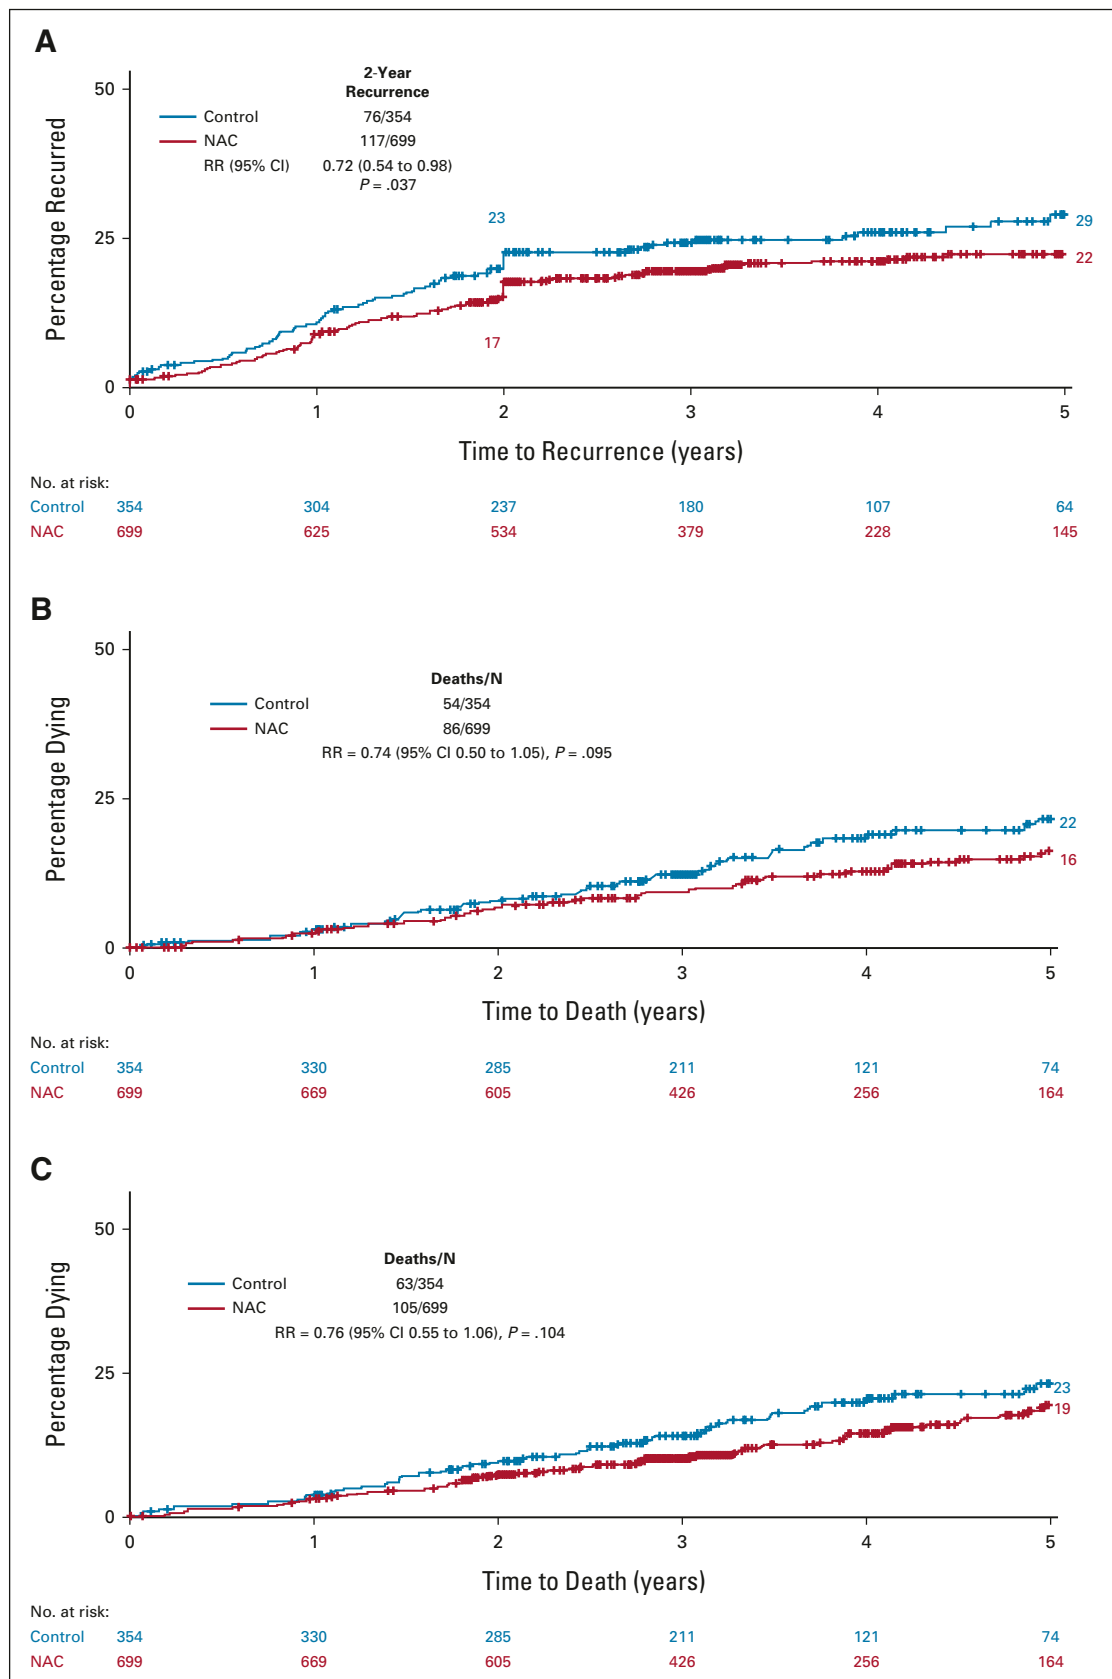 A
2-Year
Recurrence
Control 76/354
NAC 117/699
RR (95% CI) 0.72 (0.54 to 0.98)
P = .037
Percentage Recurred
50
25
0
23
17
29
22
0 1 2 3 4 5
Time to Recurrence (years)
No. at risk:
Control 354 304 237 180 107 64
NAC 699 625 534 379 228 145
B
Deaths/N
Control 54/354
NAC 86/699
RR = 0.74 (95% CI 0.50 to 1.05), P = .095
Percentage Dying
50
25
0
22
16
0 1 2 3 4 5
Time to Death (years)
No. at risk:
Control 354 330 285 211 121 74
NAC 699 669 605 426 256 164
C
Deaths/N
Control 63/354
NAC 105/699
RR = 0.76 (95% CI 0.55 to 1.06), P = .104
Percentage Dying
50
25
0
23
19
0 1 2 3 4 5
Time to Death (years)
No. at risk:
Control 354 330 285 211 121 74
NAC 699 669 605 426 256 164